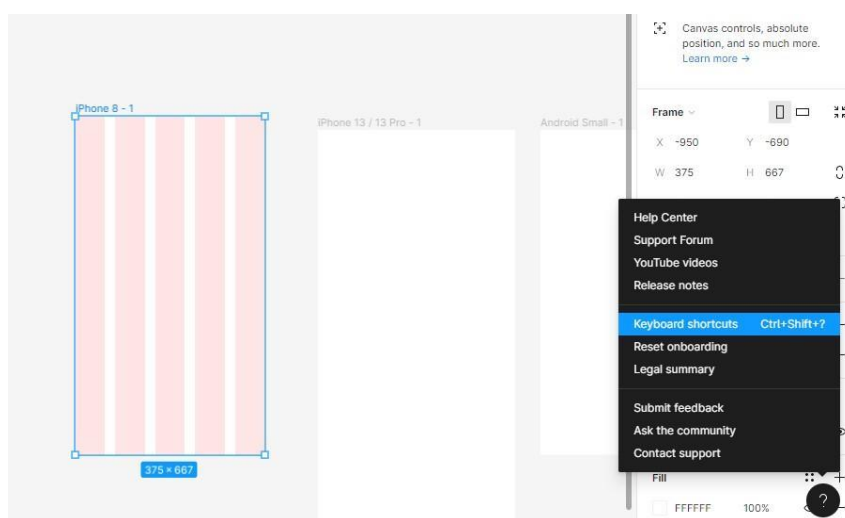 Canvas controls, absolute
position, and so much more.
Learn more →
iPhone 8 - 1
iPhone 13 / 13 Pro - 1
Android Small - 1
375 × 667
Frame
X -950 Y -690
W 375 H 667
Help Center
Support Forum
YouTube videos
Release notes
Keyboard shortcuts Ctrl+Shift+?
Reset onboarding
Legal summary
Submit feedback
Ask the community
Contact support
Fill
FFFFFF 100%
?